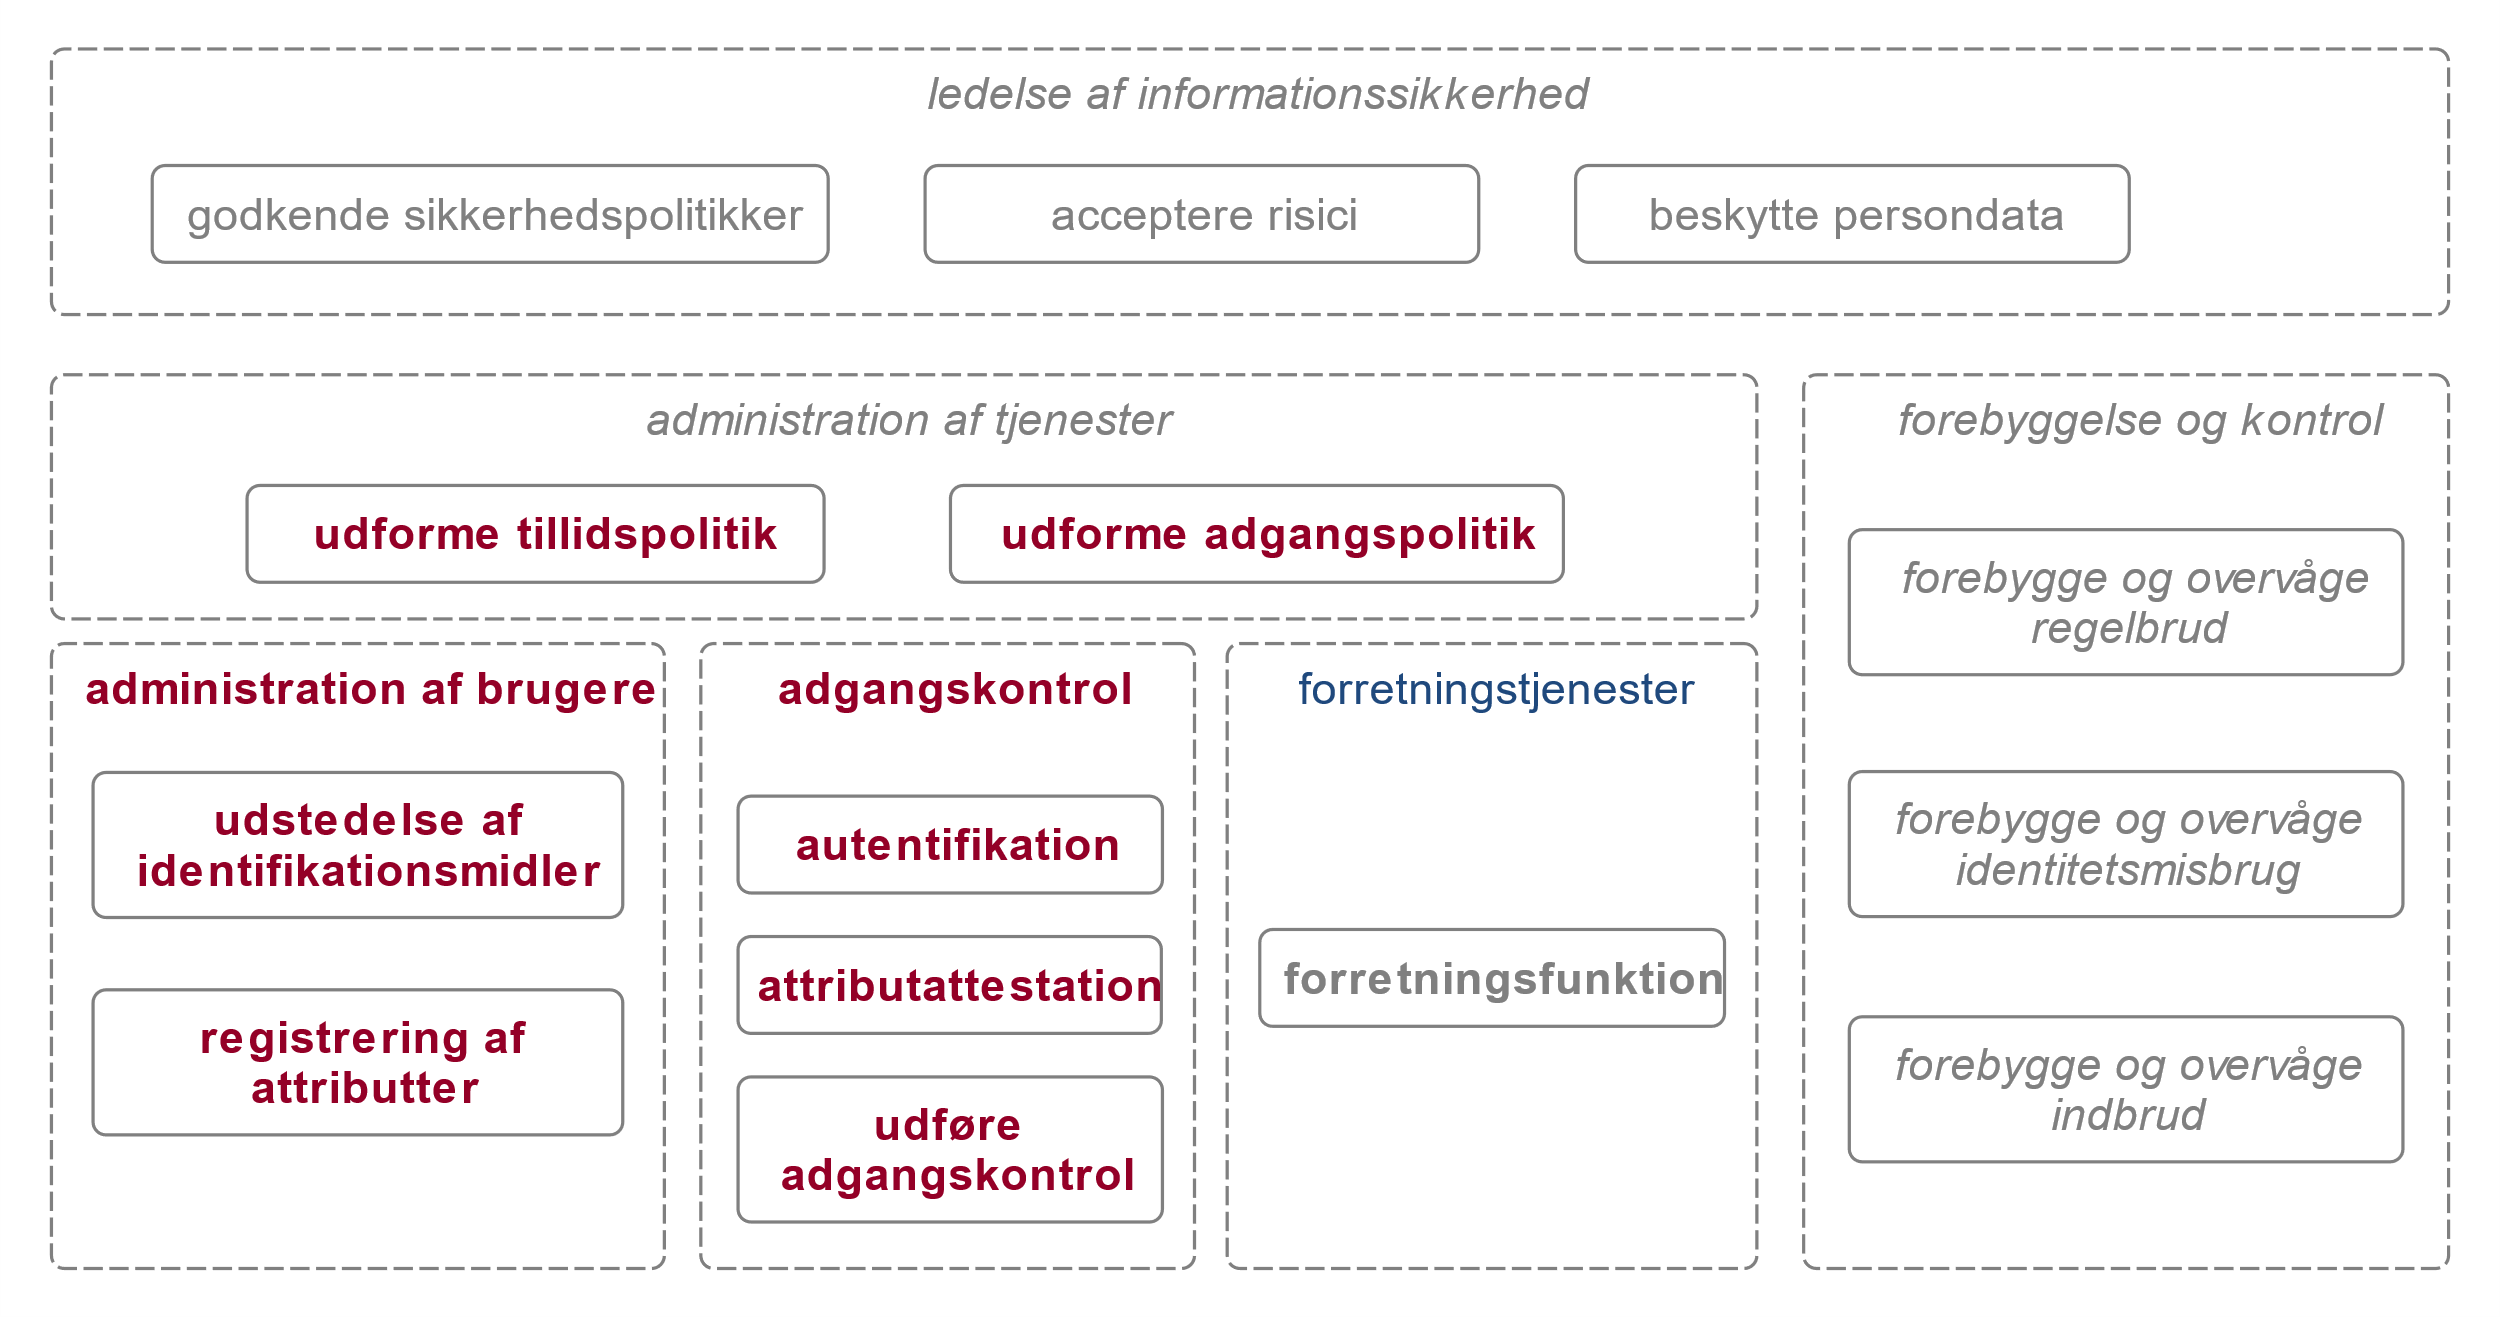 ledelse af informationssikkerhed
godkende sikkerhedspolitikker
acceptere risici
beskytte persondata
administration af tjenester
udforme tillidspolitik
udforme adgangspolitik
administration af brugere
udstedelse af
identifikationsmidler
registrering af
attributter
adgangskontrol
autentifikation
attributattestation
udføre
adgangskontrol
forretningstjenester
forretningsfunktion
forebyggelse og kontrol
forebygge og overvåge
regelbrud
forebygge og overvåge
identitetsmisbrug
forebygge og overvåge
indbrud